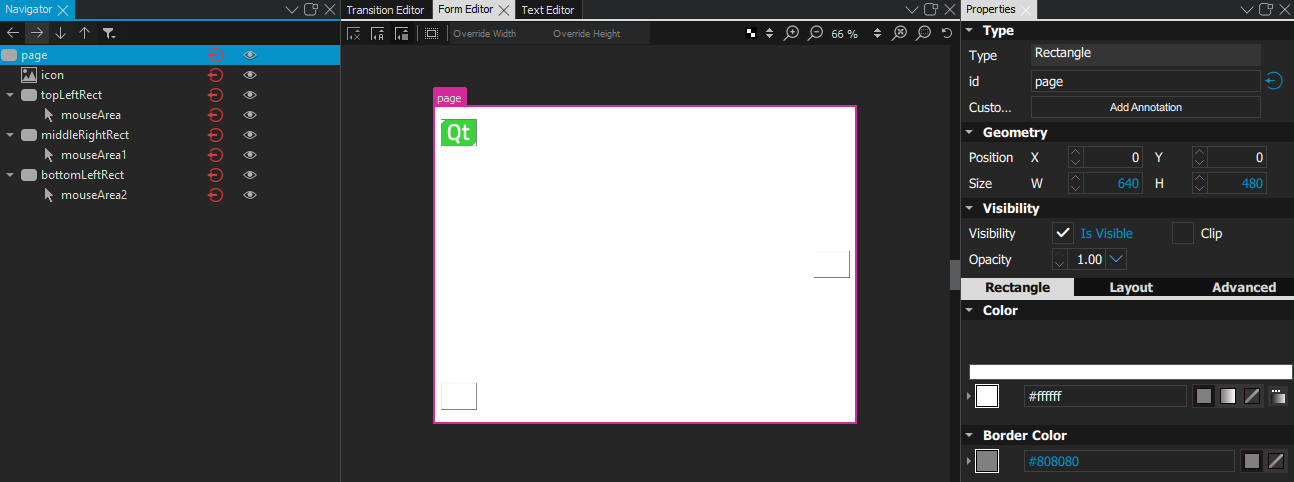 Navigator
page
icon
topLeftRect
mouseArea
middleRightRect
mouseArea1
bottomLeftRect
mouseArea2
Transition Editor Form Editor Text Editor
Override Width Override Height 66 %
page
Qt
Properties
Type
Type Rectangle
id page
Custo... Add Annotation
Geometry
Position X 0 Y 0
Size W 640 H 480
Visibility
Visibility Is Visible Clip
Opacity 1.00
Rectangle Layout Advanced
Color
#ffffff
Border Color
#808080